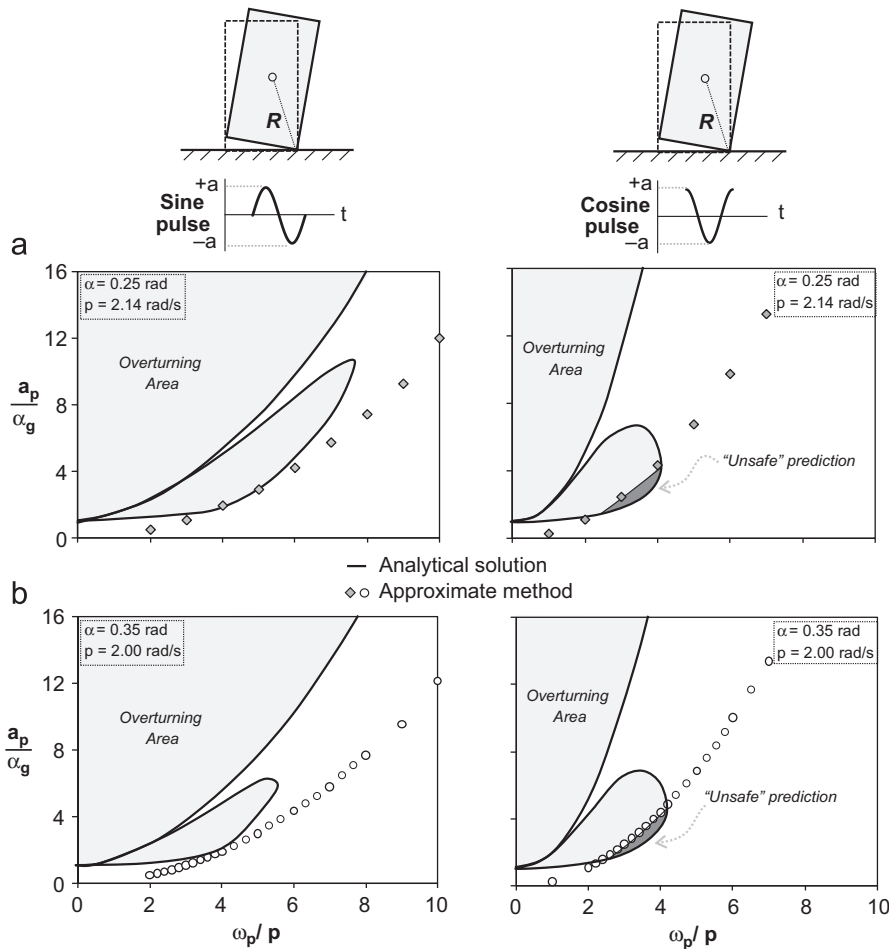 R
R
+a
Sine
pulse
–a
t
+a
Cosine
pulse
–a
t
a
16
12
8
4
0
a_p
α_g
α = 0.25 rad
p = 2.14 rad/s
Overturning
Area
α = 0.25 rad
p = 2.14 rad/s
Overturning
Area
"Unsafe" prediction
Analytical solution
Approximate method
b
16
12
8
4
0
a_p
α_g
α = 0.35 rad
p = 2.00 rad/s
Overturning
Area
0 2 4 6 8 10
ω_p/ p
α = 0.35 rad
p = 2.00 rad/s
Overturning
Area
"Unsafe" prediction
0 2 4 6 8 10
ω_p/ p